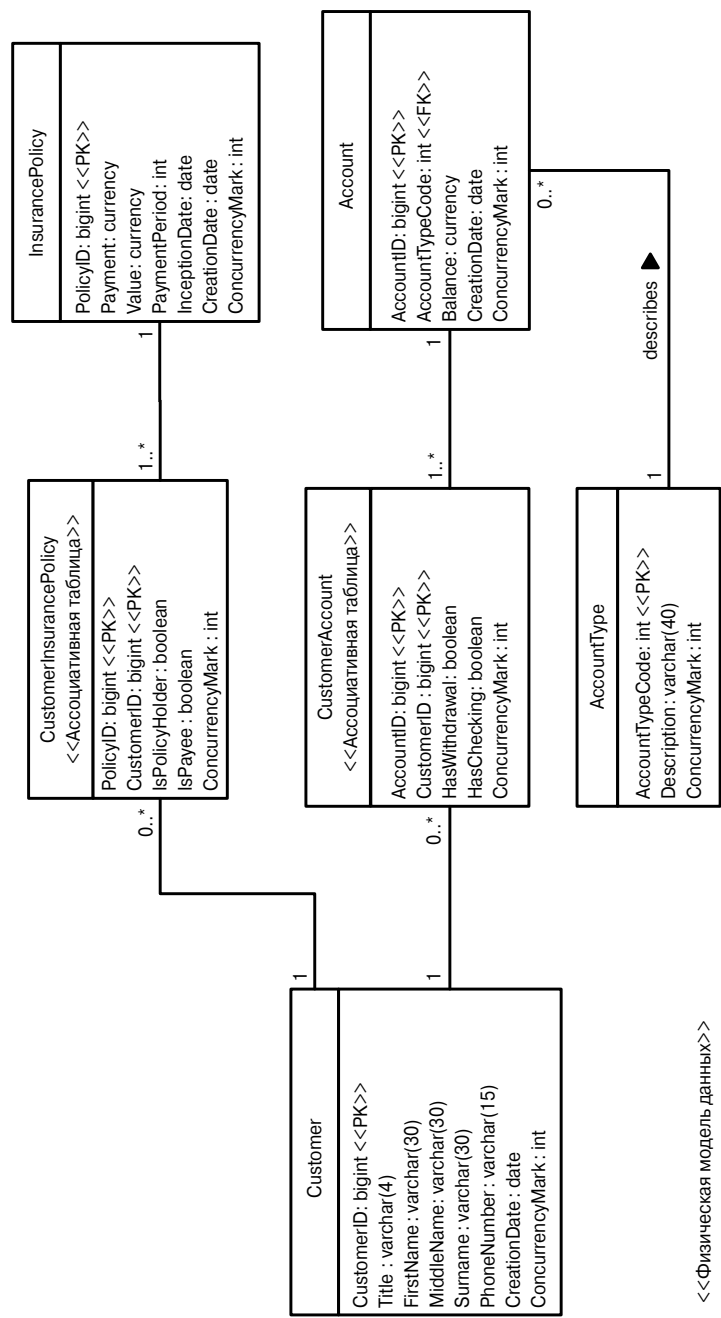 Customer
CustomerID: bigint <<PK>>
Title : varchar(4)
FirstName : varchar(30)
MiddleName: varchar(30)
Surname : varchar(30)
PhoneNumber : varchar(15)
CreationDate : date
ConcurrencyMark : int
1
1
0..*
0..*
CustomerInsurancePolicy
<<Ассоциативная таблица>>
PolicyID: bigint <<PK>>
CustomerID: bigint <<PK>>
IsPolicyHolder : boolean
IsPayee : boolean
ConcurrencyMark : int
1..*
1
InsurancePolicy
PolicyID: bigint <<PK>>
Payment: currency
Value: currency
PaymentPeriod : int
InceptionDate: date
CreationDate : date
ConcurrencyMark : int
CustomerAccount
<<Ассоциативная таблица>>
AccountID: bigint <<PK>>
CustomerID : bigint <<PK>>
HasWithdrawal: boolean
HasChecking: boolean
ConcurrencyMark : int
1..*
1
Account
AccountID: bigint <<PK>>
AccountTypeCode: int <<FK>>
Balance: currency
CreationDate: date
ConcurrencyMark : int
0..*
describes
1
AccountType
AccountTypeCode: int <<PK>>
Description : varchar(40)
ConcurrencyMark : int
<<Физическая модель данных>>